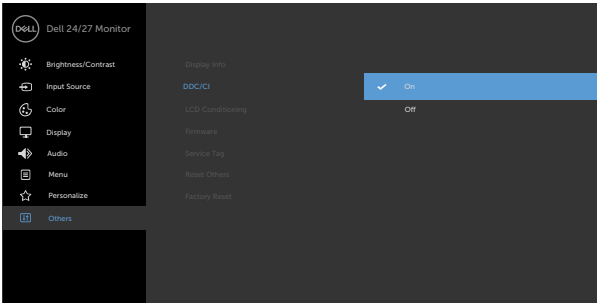 DELL
Dell 24/27 Monitor
Brightness/Contrast
Input Source
Color
Display
Audio
Menu
Personalize
Others
Display Info
DDC/CI
LCD Conditioning
Firmware
Service Tag
Reset Others
Factory Reset
On
Off